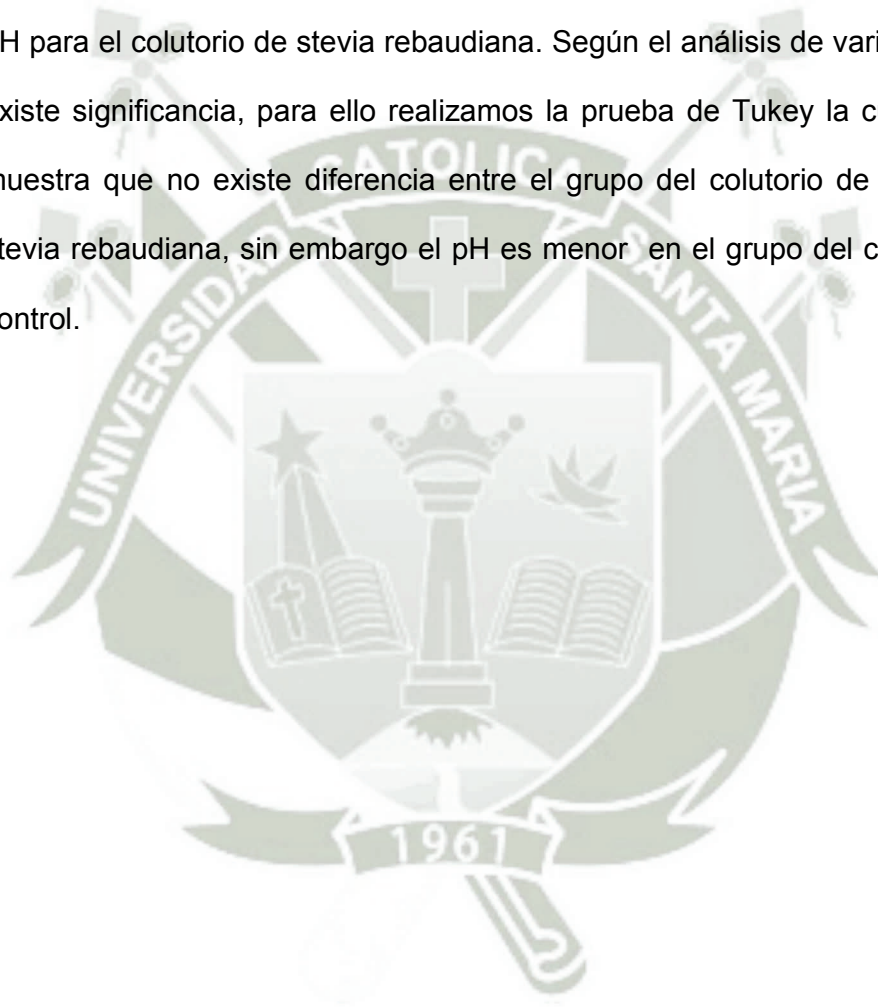 H para el colutorio de stevia rebaudiana. Según el análisis de vari
xiste significancia, para ello realizamos la prueba de Tukey la c
nuestra que no existe diferencia entre el grupo del colutorio de
tevia rebaudiana, sin embargo el pH es menor en el grupo del c
ontrol.
UNIVERSIDAD CATOLICA SANTA MARIA
1961